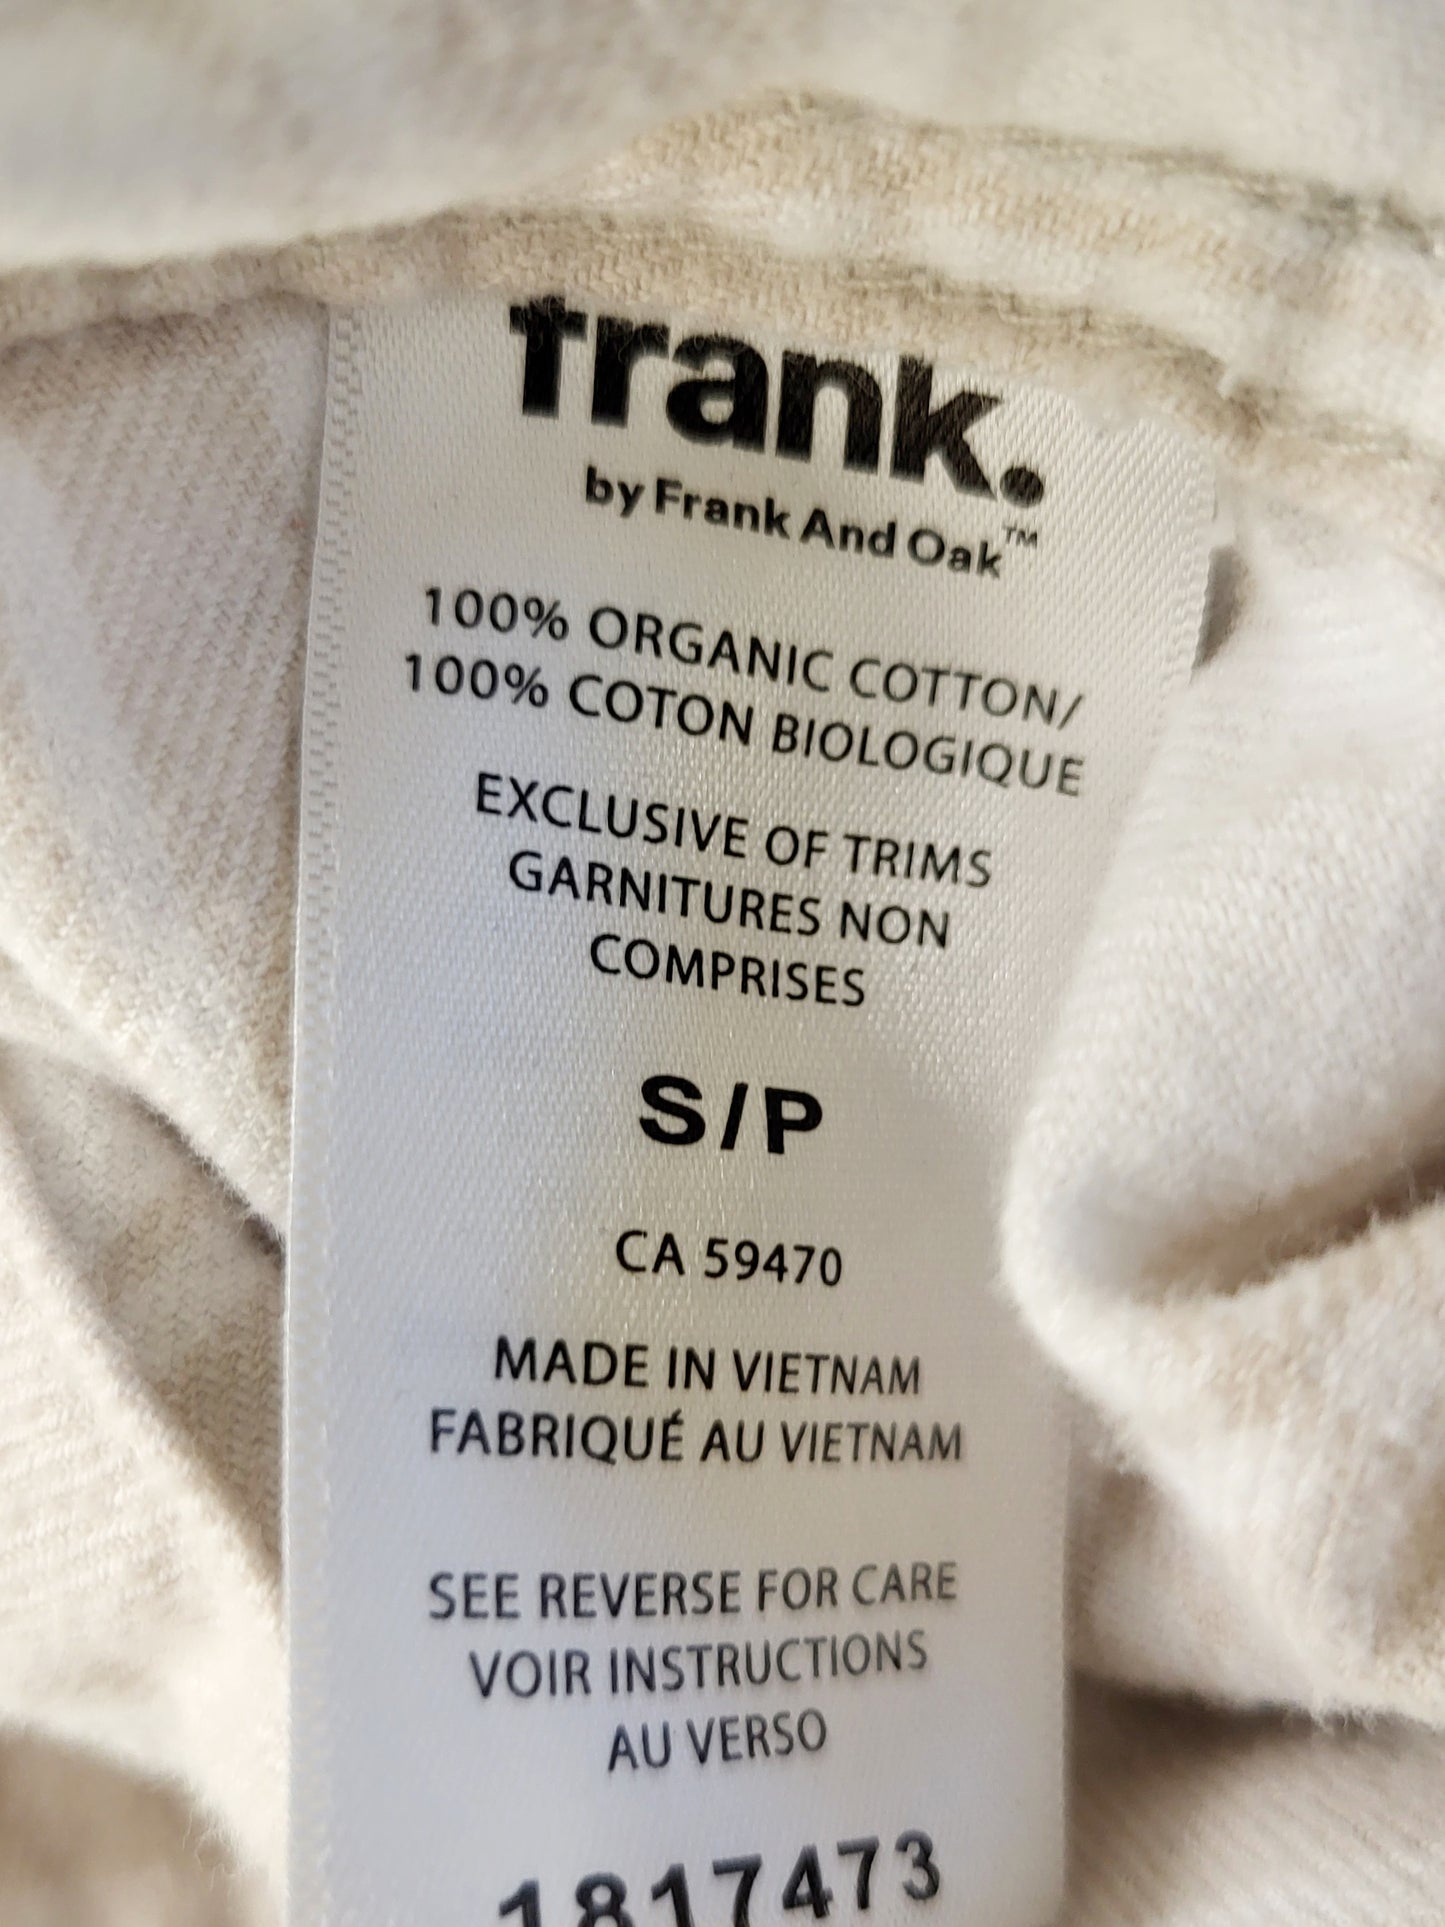 frank.
by Frank And Oak™
100% ORGANIC COTTON/
100% COTON BIOLOGIQUE
EXCLUSIVE OF TRIMS
GARNITURES NON
COMPRISES
S/P
CA 59470
MADE IN VIETNAM
FABRIQUÉ AU VIETNAM
SEE REVERSE FOR CARE
VOIR INSTRUCTIONS
AU VERSO
1817473